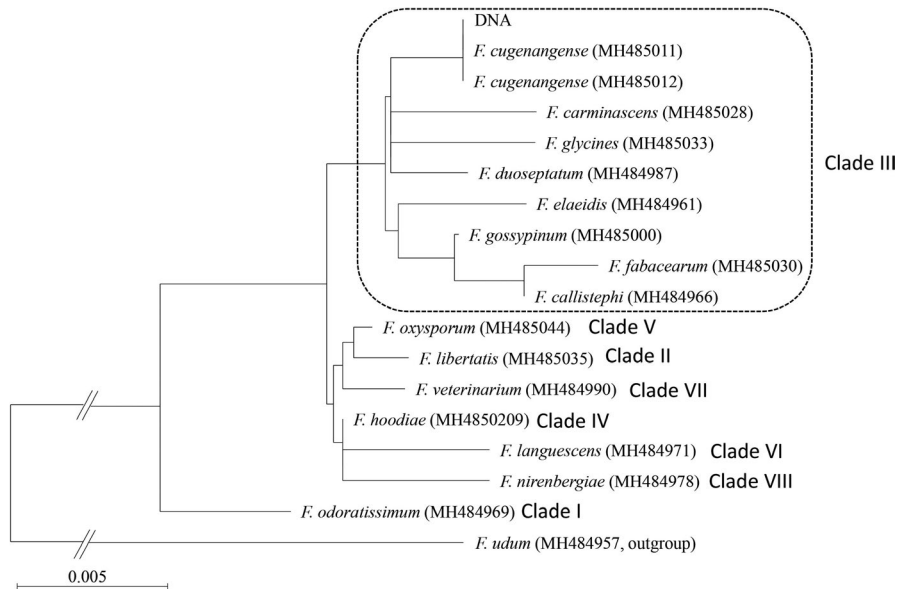 DNA
F. cugenangense (MH485011)
F. cugenangense (MH485012)
F. carminascens (MH485028)
F. glycines (MH485033)
Clade III
F. duoseptatum (MH484987)
F. elaeidis (MH484961)
F. gossypinum (MH485000)
F. fabacearum (MH485030)
F. callistephi (MH484966)
F. oxysporum (MH485044) Clade V
F. libertatis (MH485035) Clade II
F. veterinarium (MH484990) Clade VII
F. hoodiae (MH4850209) Clade IV
F. languescens (MH484971) Clade VI
F. nirenbergiae (MH484978) Clade VIII
F. odoratissimum (MH484969) Clade I
F. udum (MH484957, outgroup)
0.005